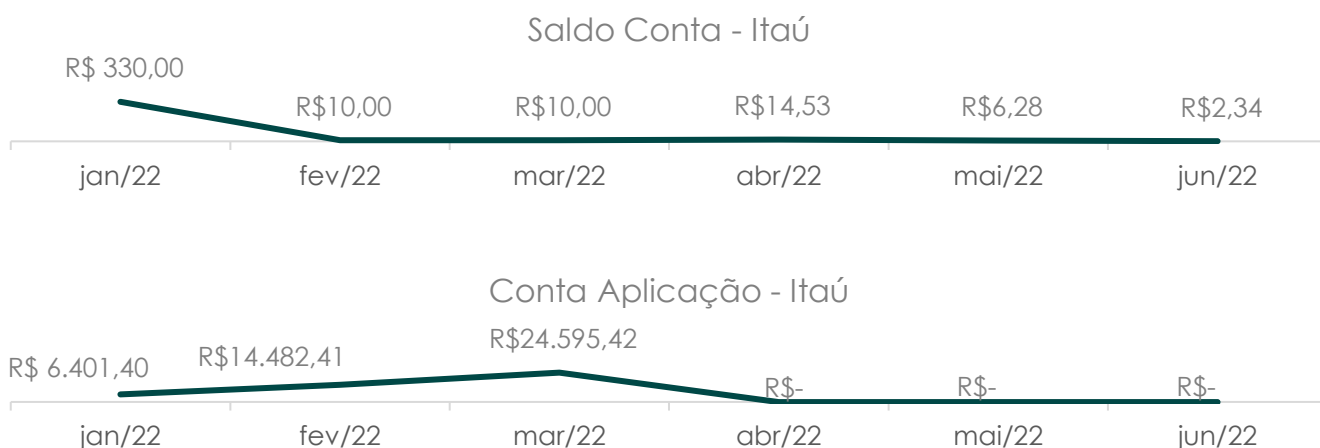 Saldo Conta - Itaú
R$ 330,00
R$10,00 R$10,00 R$14,53 R$6,28 R$2,34
jan/22 fev/22 mar/22 abr/22 mai/22 jun/22
Conta Aplicação - Itaú
R$ 6.401,40 R$14.482,41 R$24.595,42 R$- R$- R$-
jan/22 fev/22 mar/22 abr/22 mai/22 jun/22